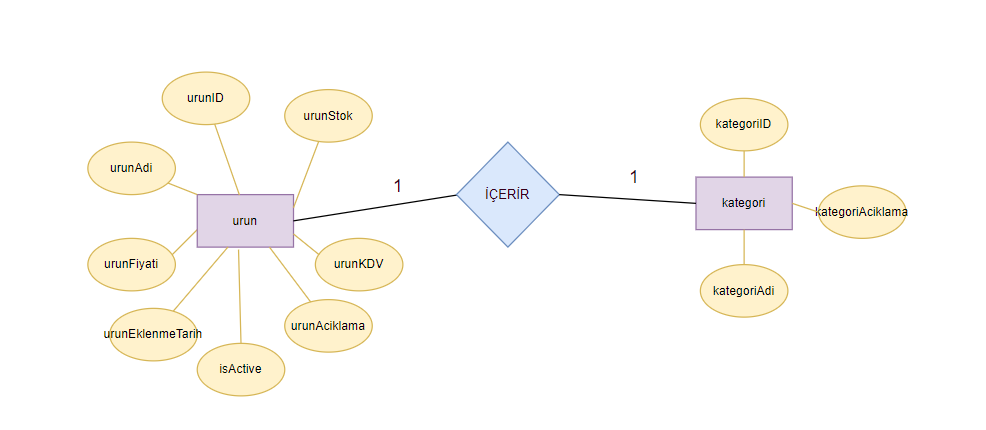 urunID
urunStok
urunAdi
urun
urunFiyati
urunKDV
urunEklenmeTarih
urunAciklama
isActive
1
İÇERİR
1
kategoriID
kategori
kategoriAciklama
kategoriAdi